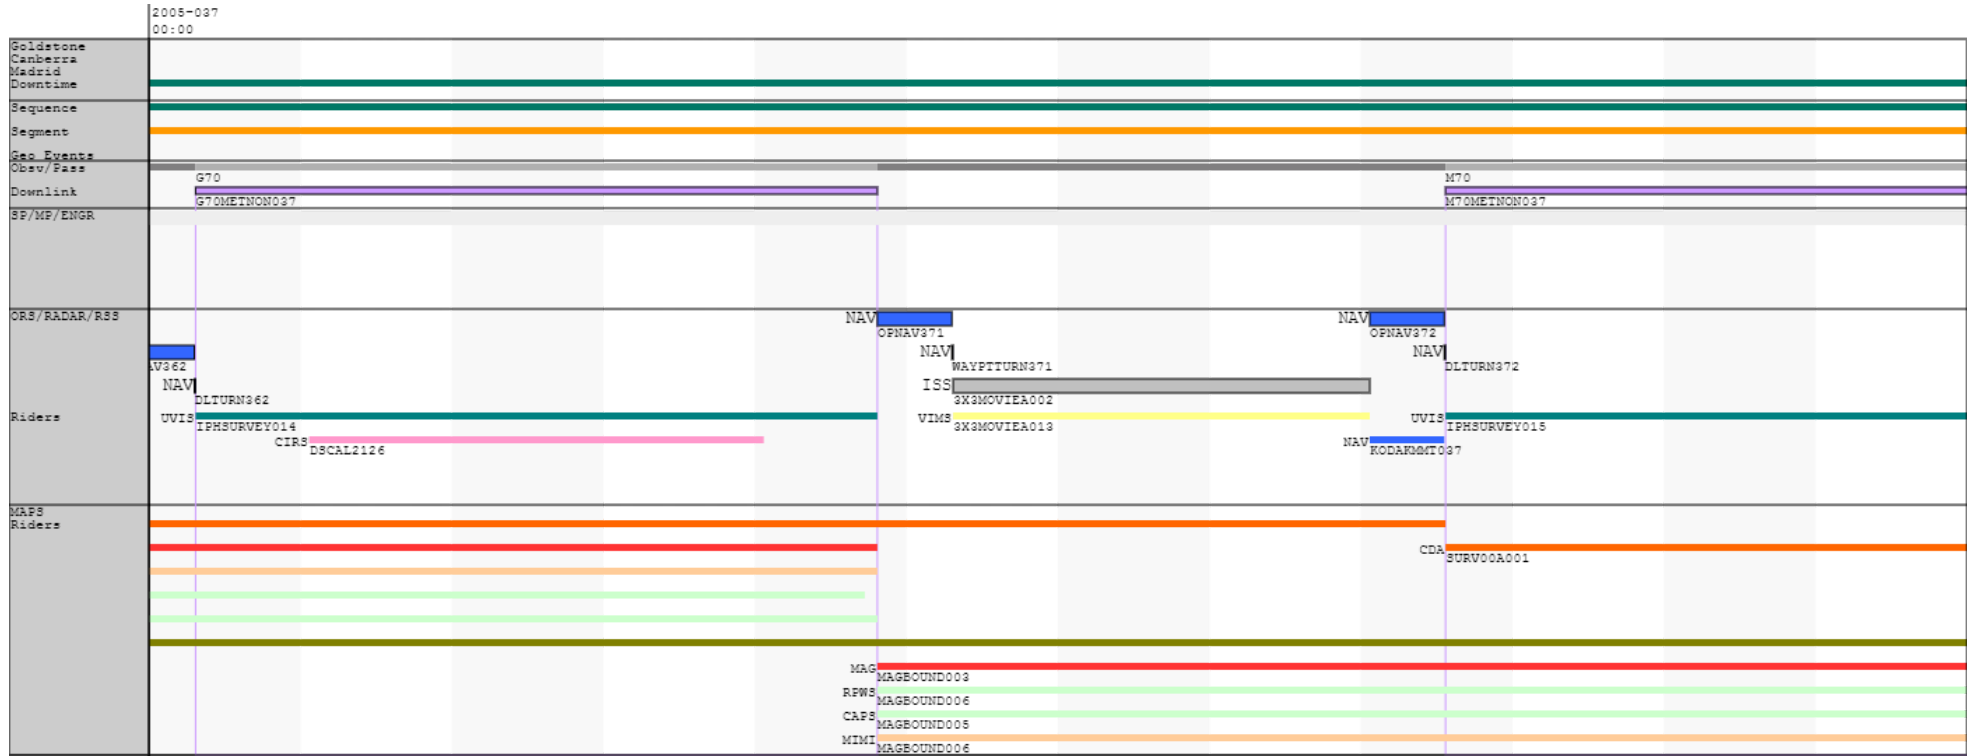 2005-037
00:00
Goldstone
Canberra
Madrid
Downtime
Sequence
Segment
Geo Events
Obsv/Pass
G70 M70
Downlink
G70METNON037 M70METNON037
SP/MP/ENGR
ORS/RADAR/RSS NAV NAV
OPNAV371 OPNAV372
NAV NAV
AV362 WAYPTTURN371 DLTURN372
NAV ISS
DLTURN362 3X3MOVIEA002
Riders UVIS VIMS UVIS
IPHSURVEY014 3X3MOVIEA013 IPHSURVEY015
CIRS NAV
DSCAL2126 KODAKMMT037
MAPS
Riders
CDA
SURV00A001
MAG
MAGBOUND003
RPWS
MAGBOUND006
CAPS
MAGBOUND005
MIMI
MAGBOUND006